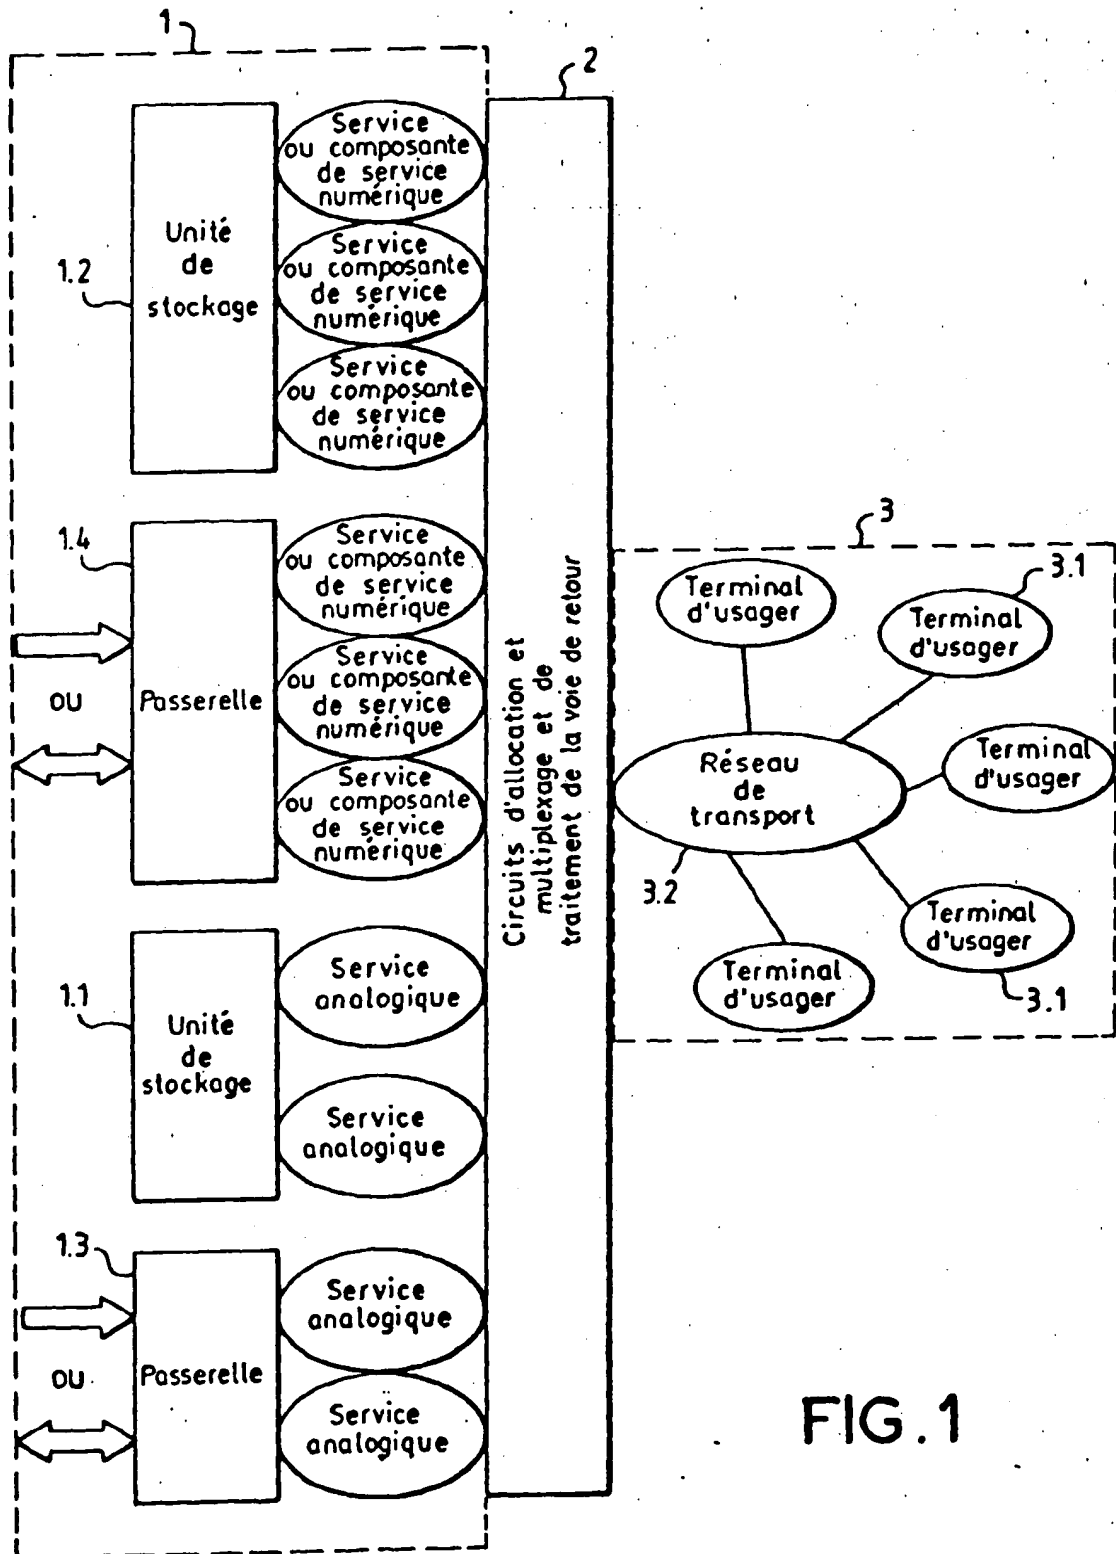 1
2
Service
ou composante
de service
numérique
Service
ou composante
de service
numérique
Service
ou composante
de service
numérique
1.2
Unité
de
stockage
1.4
Passerelle
ou
Service
ou composante
de service
numérique
Service
ou composante
de service
numérique
Service
ou composante
de service
numérique
1.1
Unité
de
stockage
Service
analogique
Service
analogique
1.3
Passerelle
ou
Service
analogique
Service
analogique
Circuits d'allocation et
multiplexage et de
traitement de la voie de retour
3
Terminal
d'usager
3.1
Terminal
d'usager
Terminal
d'usager
Réseau
de
transport
3.2
Terminal
d'usager
3.1
Terminal
d'usager
FIG.1